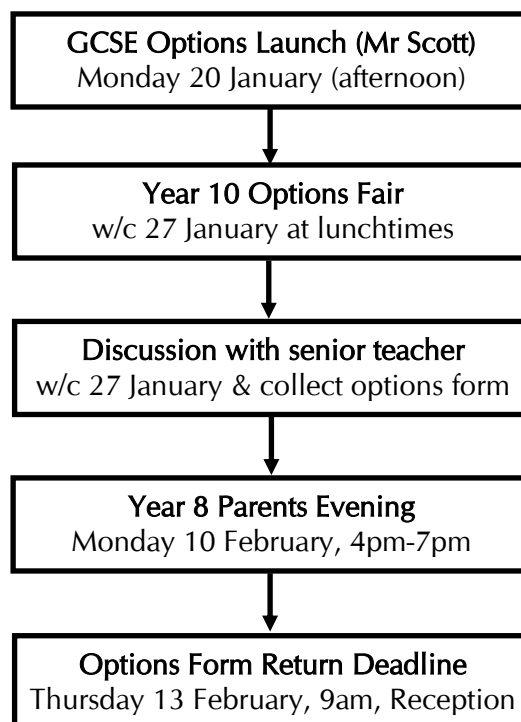 GCSE Options Launch (Mr Scott)
Monday 20 January (afternoon)
Year 10 Options Fair
w/c 27 January at lunchtimes
Discussion with senior teacher
w/c 27 January & collect options form
Year 8 Parents Evening
Monday 10 February, 4pm-7pm
Options Form Return Deadline
Thursday 13 February, 9am, Reception